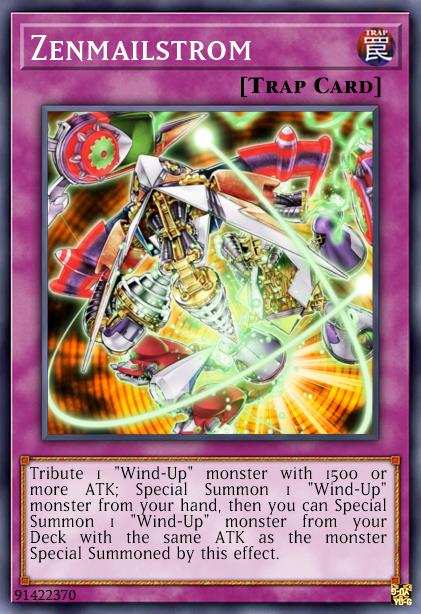 Zenmailstrom
TRAP
罠
[Trap Card]
Tribute 1 "Wind-Up" monster with 1500 or
more ATK; Special Summon 1 "Wind-Up"
monster from your hand, then you can Special
Summon 1 "Wind-Up" monster from your
Deck with the same ATK as the monster
Special Summoned by this effect.
91422370